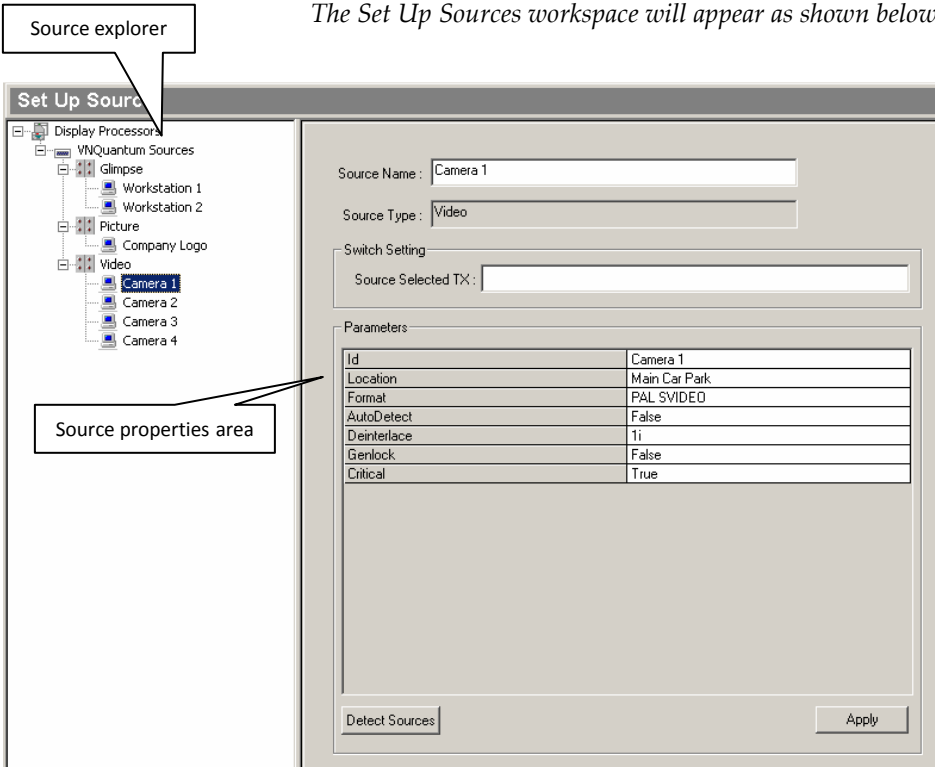 The Set Up Sources workspace will appear as shown below
Source explorer
Set Up Sourc
Display Processors
VNQuantum Sources
Glimpse
Workstation 1
Workstation 2
Picture
Company Logo
Video
Camera 1
Camera 2
Camera 3
Camera 4
Source properties area
Source Name : Camera 1
Source Type : Video
Switch Setting
Source Selected TX :
Parameters
Id Camera 1
Location Main Car Park
Format PAL SVIDEO
AutoDetect False
Deinterlace 1i
Genlock False
Critical True
Detect Sources Apply